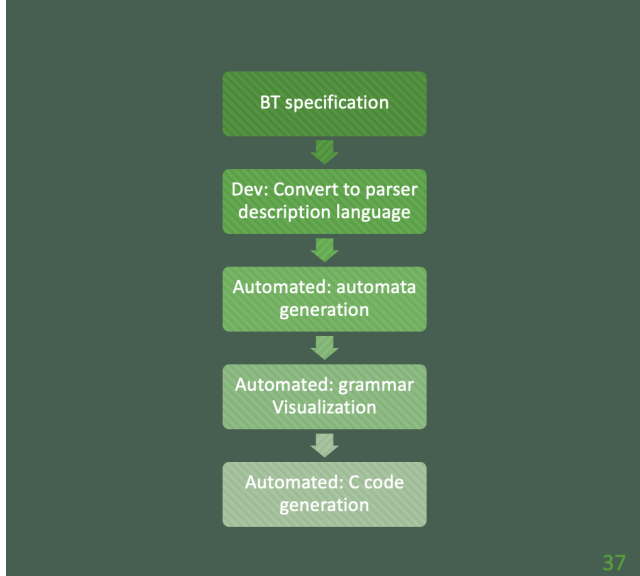 BT specification
Dev: Convert to parser
description language
Automated: automata
generation
Automated: grammar
Visualization
Automated: C code
generation
37